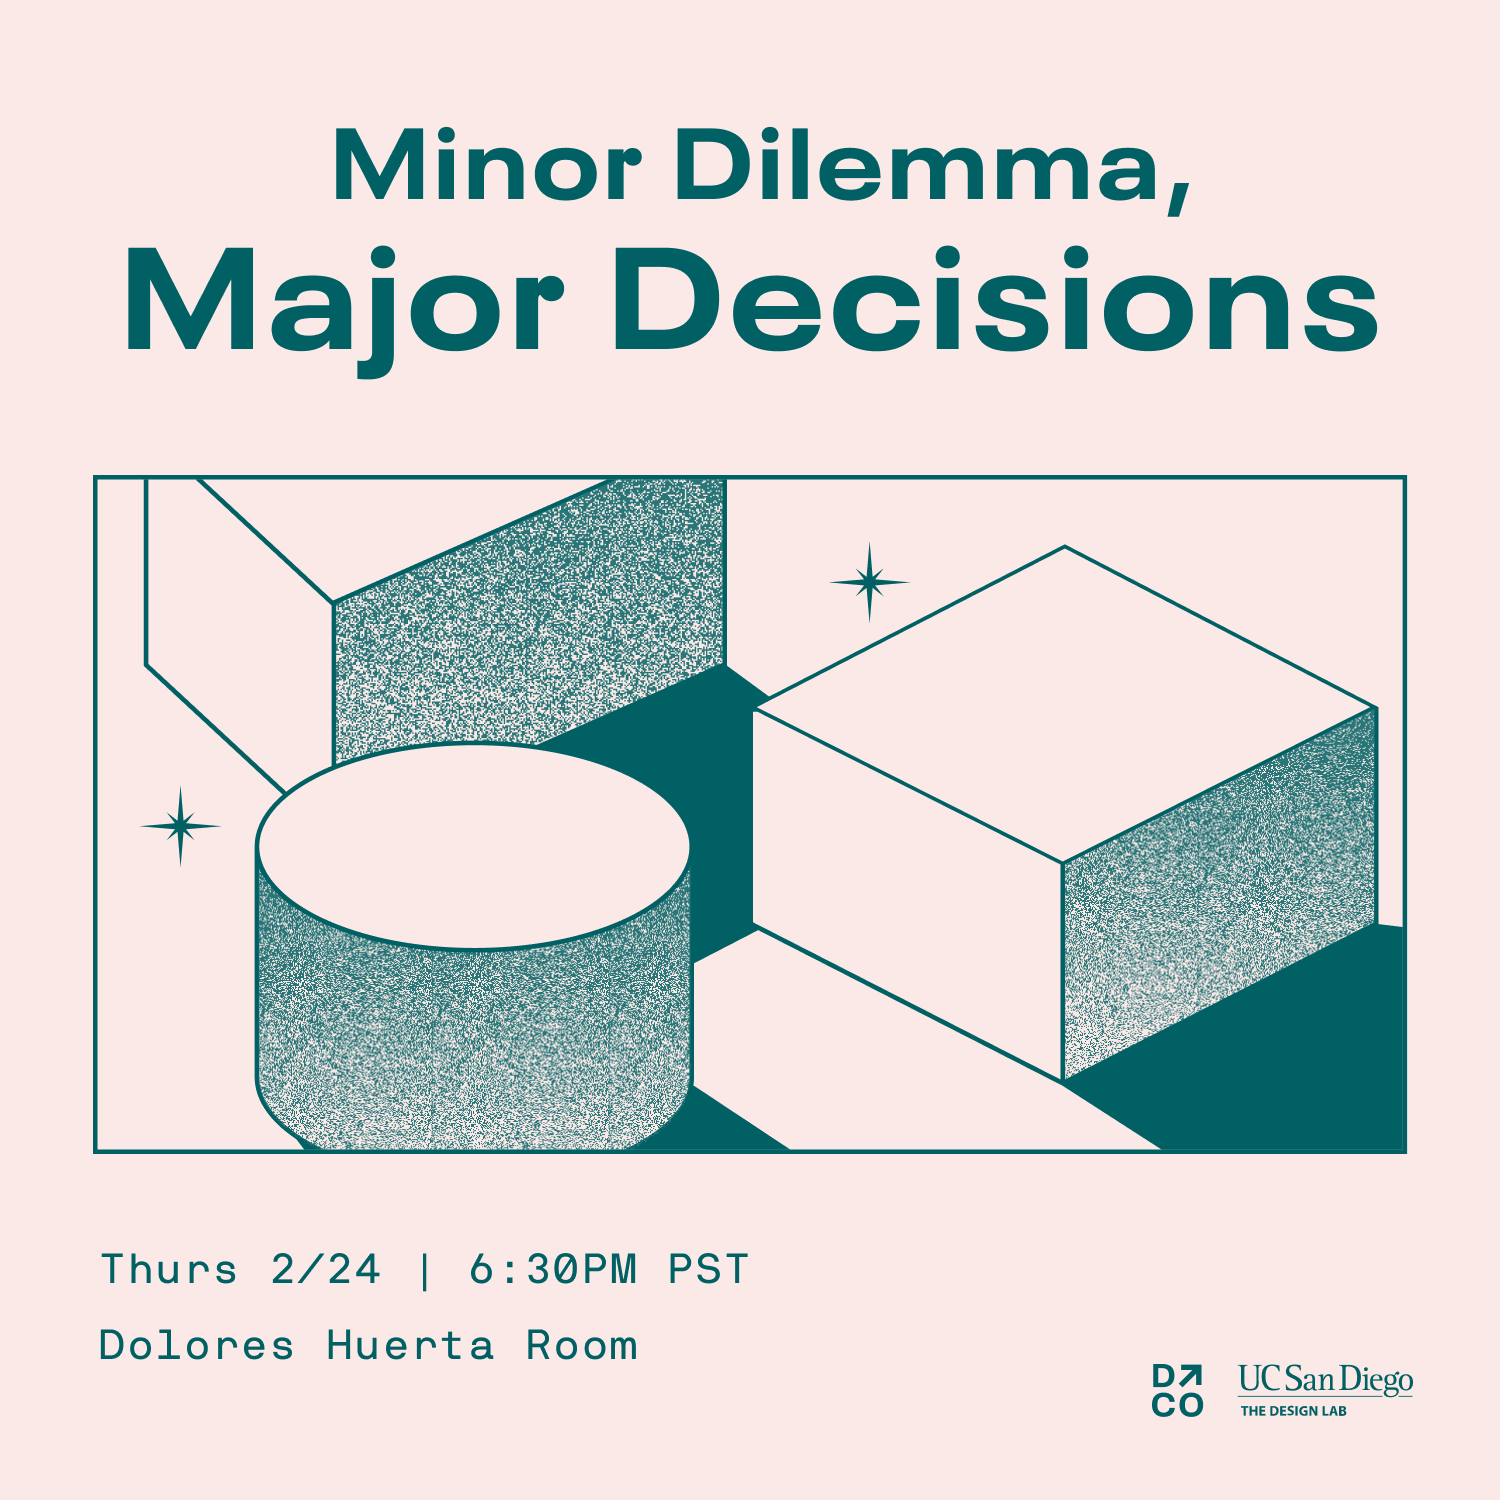 Minor Dilemma,
Major Decisions
Thurs 2/24 | 6:30PM PST
Dolores Huerta Room
D↗
CO
UC San Diego
THE DESIGN LAB